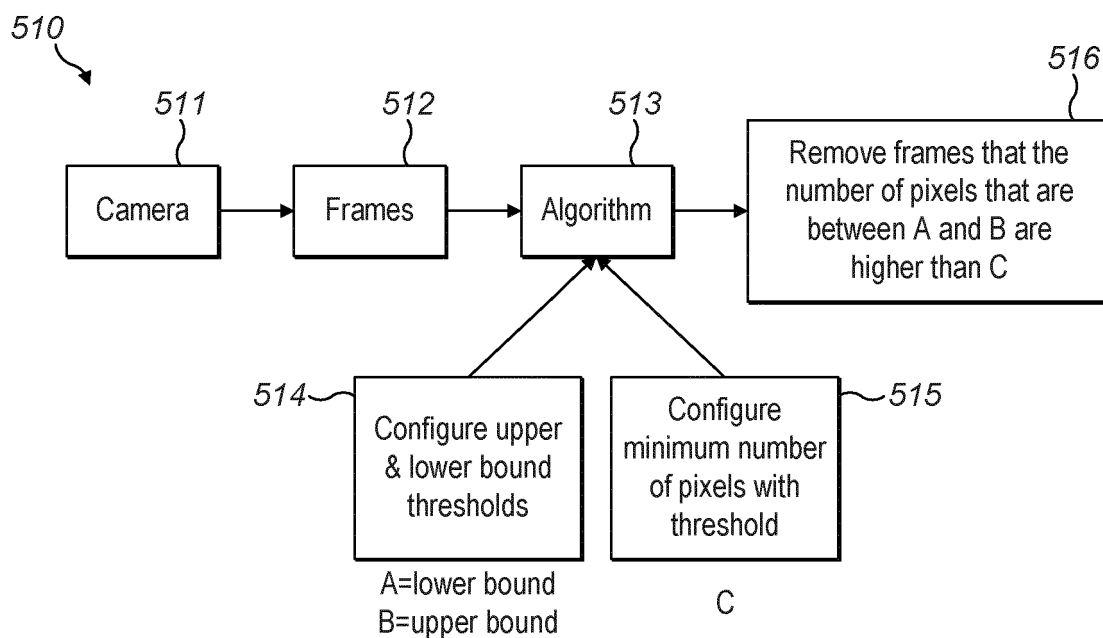 510
511
512
513
516
Camera
Frames
Algorithm
Remove frames that the
number of pixels that are
between A and B are
higher than C
514
Configure upper
& lower bound
thresholds
515
Configure
minimum number
of pixels with
threshold
A=lower bound
B=upper bound
C